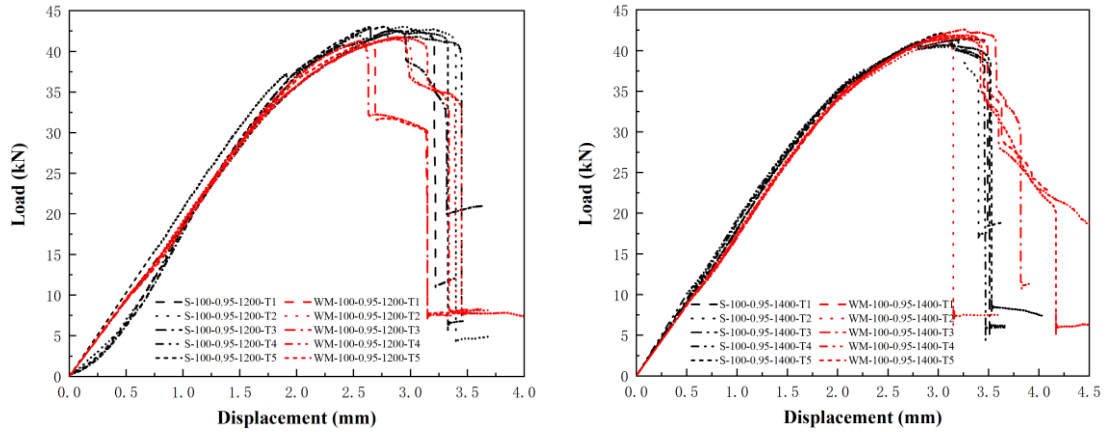 45
40
35
30
25
20
15
10
5
0
Load (kN)
S-100-0.95-1200-T1 WM-100-0.95-1200-T1
S-100-0.95-1200-T2 WM-100-0.95-1200-T2
S-100-0.95-1200-T3 WM-100-0.95-1200-T3
S-100-0.95-1200-T4 WM-100-0.95-1200-T4
S-100-0.95-1200-T5 WM-100-0.95-1200-T5
0.0 0.5 1.0 1.5 2.0 2.5 3.0 3.5 4.0
Displacement (mm)
45
40
35
30
25
20
15
10
5
0
Load (kN)
S-100-0.95-1400-T1 WM-100-0.95-1400-T1
S-100-0.95-1400-T2 WM-100-0.95-1400-T2
S-100-0.95-1400-T3 WM-100-0.95-1400-T3
S-100-0.95-1400-T4 WM-100-0.95-1400-T4
S-100-0.95-1400-T5 WM-100-0.95-1400-T5
0.0 0.5 1.0 1.5 2.0 2.5 3.0 3.5 4.0 4.5
Displacement (mm)